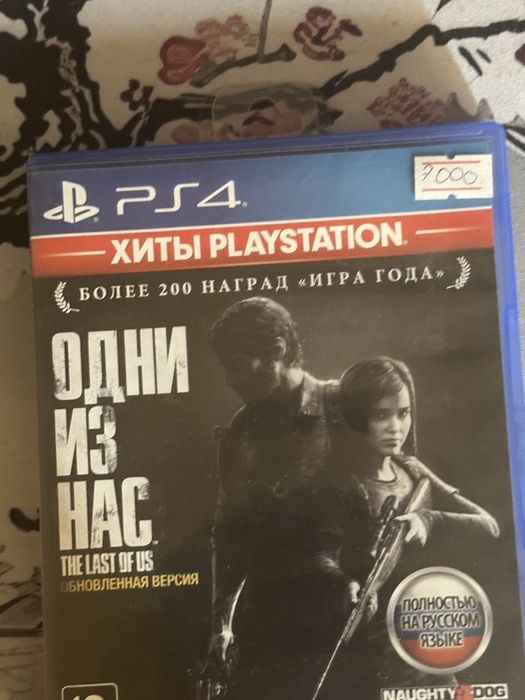 PS4
7000
ХИТЫ PLAYSTATION
БОЛЕЕ 200 НАГРАД «ИГРА ГОДА»
ОДНИ
ИЗ
НАС
THE LAST OF US
ОБНОВЛЕННАЯ ВЕРСИЯ
ПОЛНОСТЬЮ
НА РУССКОМ
ЯЗЫКЕ
NAUGHTY DOG